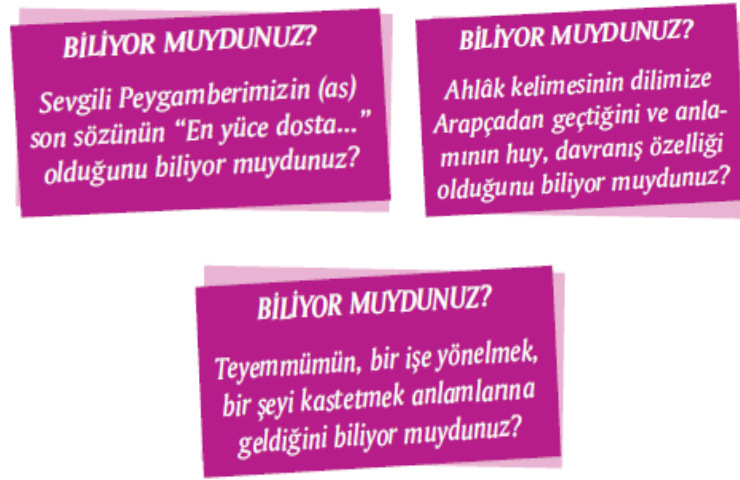 BİLİYOR MUYDUNUZ?
Sevgili Peygamberimizin (as)
son sözünün “En yüce dosta...”
olduğunu biliyor muydunuz?
BİLİYOR MUYDUNUZ?
Ahlâk kelimesinin dilimize
Arapçadan geçtiğini ve anla-
mının huy, davranış özelliği
olduğunu biliyor muydunuz?
BİLİYOR MUYDUNUZ?
Teyemmümün, bir işe yönelmek,
bir şeyi kastetmek anlamlarına
geldiğini biliyor muydunuz?